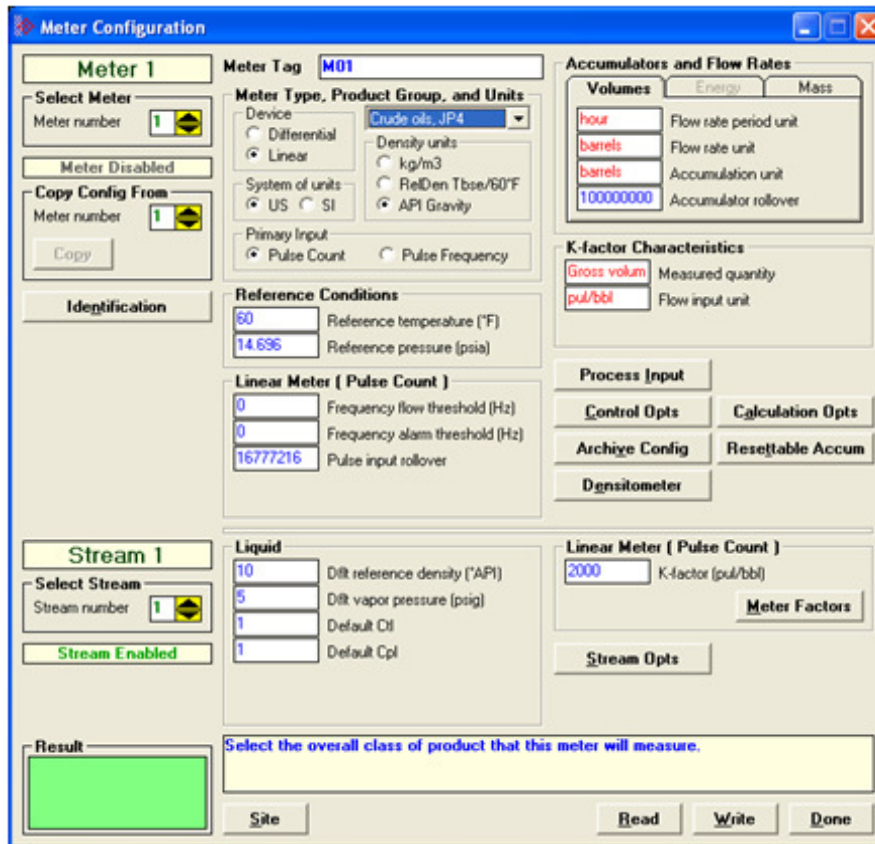 Meter Configuration
Meter 1
Select Meter
Meter number 1
Meter Disabled
Copy Config From
Meter number 1
Copy
Identification
Meter Tag M01
Meter Type, Product Group, and Units
Device
Differential
Linear
Crude oils, JP4
Density units
kg/m3
RelDen Tbse/60°F
API Gravity
System of units
US SI
Primary Input
Pulse Count Pulse Frequency
Reference Conditions
60 Reference temperature (°F)
14.696 Reference pressure (psia)
Linear Meter ( Pulse Count )
0 Frequency flow threshold (Hz)
0 Frequency alarm threshold (Hz)
16777216 Pulse input rollover
Accumulators and Flow Rates
Volumes Energy Mass
hour Flow rate period unit
barrels Flow rate unit
barrels Accumulation unit
100000000 Accumulator rollover
K-factor Characteristics
Gross volum Measured quantity
pul/bbl Flow input unit
Process Input
Control Opts Calculation Opts
Archive Config Resettable Accum
Densitometer
Stream 1
Select Stream
Stream number 1
Stream Enabled
Liquid
10 Dflt reference density (°API)
5 Dflt vapor pressure (psig)
1 Default Ctl
1 Default Cpl
Linear Meter ( Pulse Count )
2000 K-factor (pul/bbl)
Meter Factors
Stream Opts
Result
Select the overall class of product that this meter will measure.
Site Read Write Done